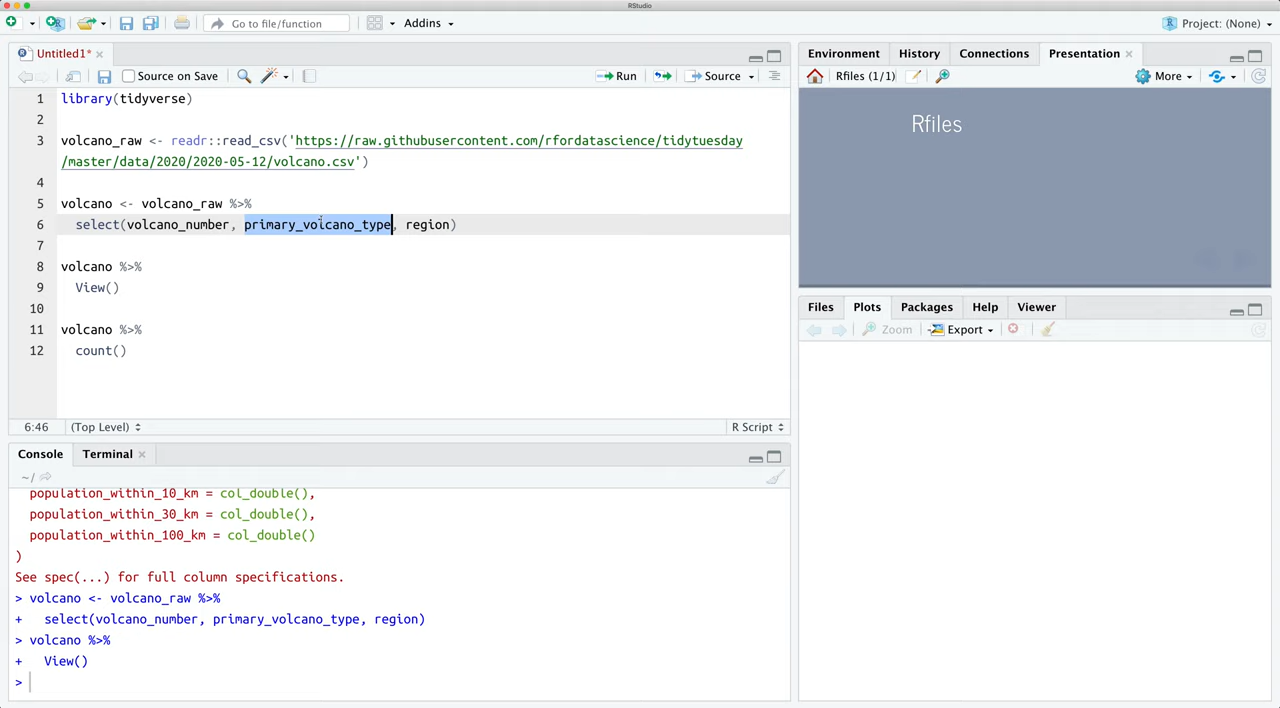 RStudio
Go to file/function
Addins
Project: (None)
Untitled1*
Source on Save
Run
Source
1 library(tidyverse)
2
3 volcano_raw <- readr::read_csv('https://raw.githubusercontent.com/rfordatascience/tidytuesday
/master/data/2020/2020-05-12/volcano.csv')
4
5 volcano <- volcano_raw %>%
6 select(volcano_number, primary_volcano_type, region)
7
8 volcano %>%
9 View()
10
11 volcano %>%
12 count()
6:46 (Top Level) R Script
Console Terminal
~/
population_within_10_km = col_double(),
population_within_30_km = col_double(),
population_within_100_km = col_double()
)
See spec(...) for full column specifications.
> volcano <- volcano_raw %>%
+ select(volcano_number, primary_volcano_type, region)
> volcano %>%
+ View()
>
Environment History Connections Presentation
Rfiles (1/1) More
Rfiles
Files Plots Packages Help Viewer
Zoom Export